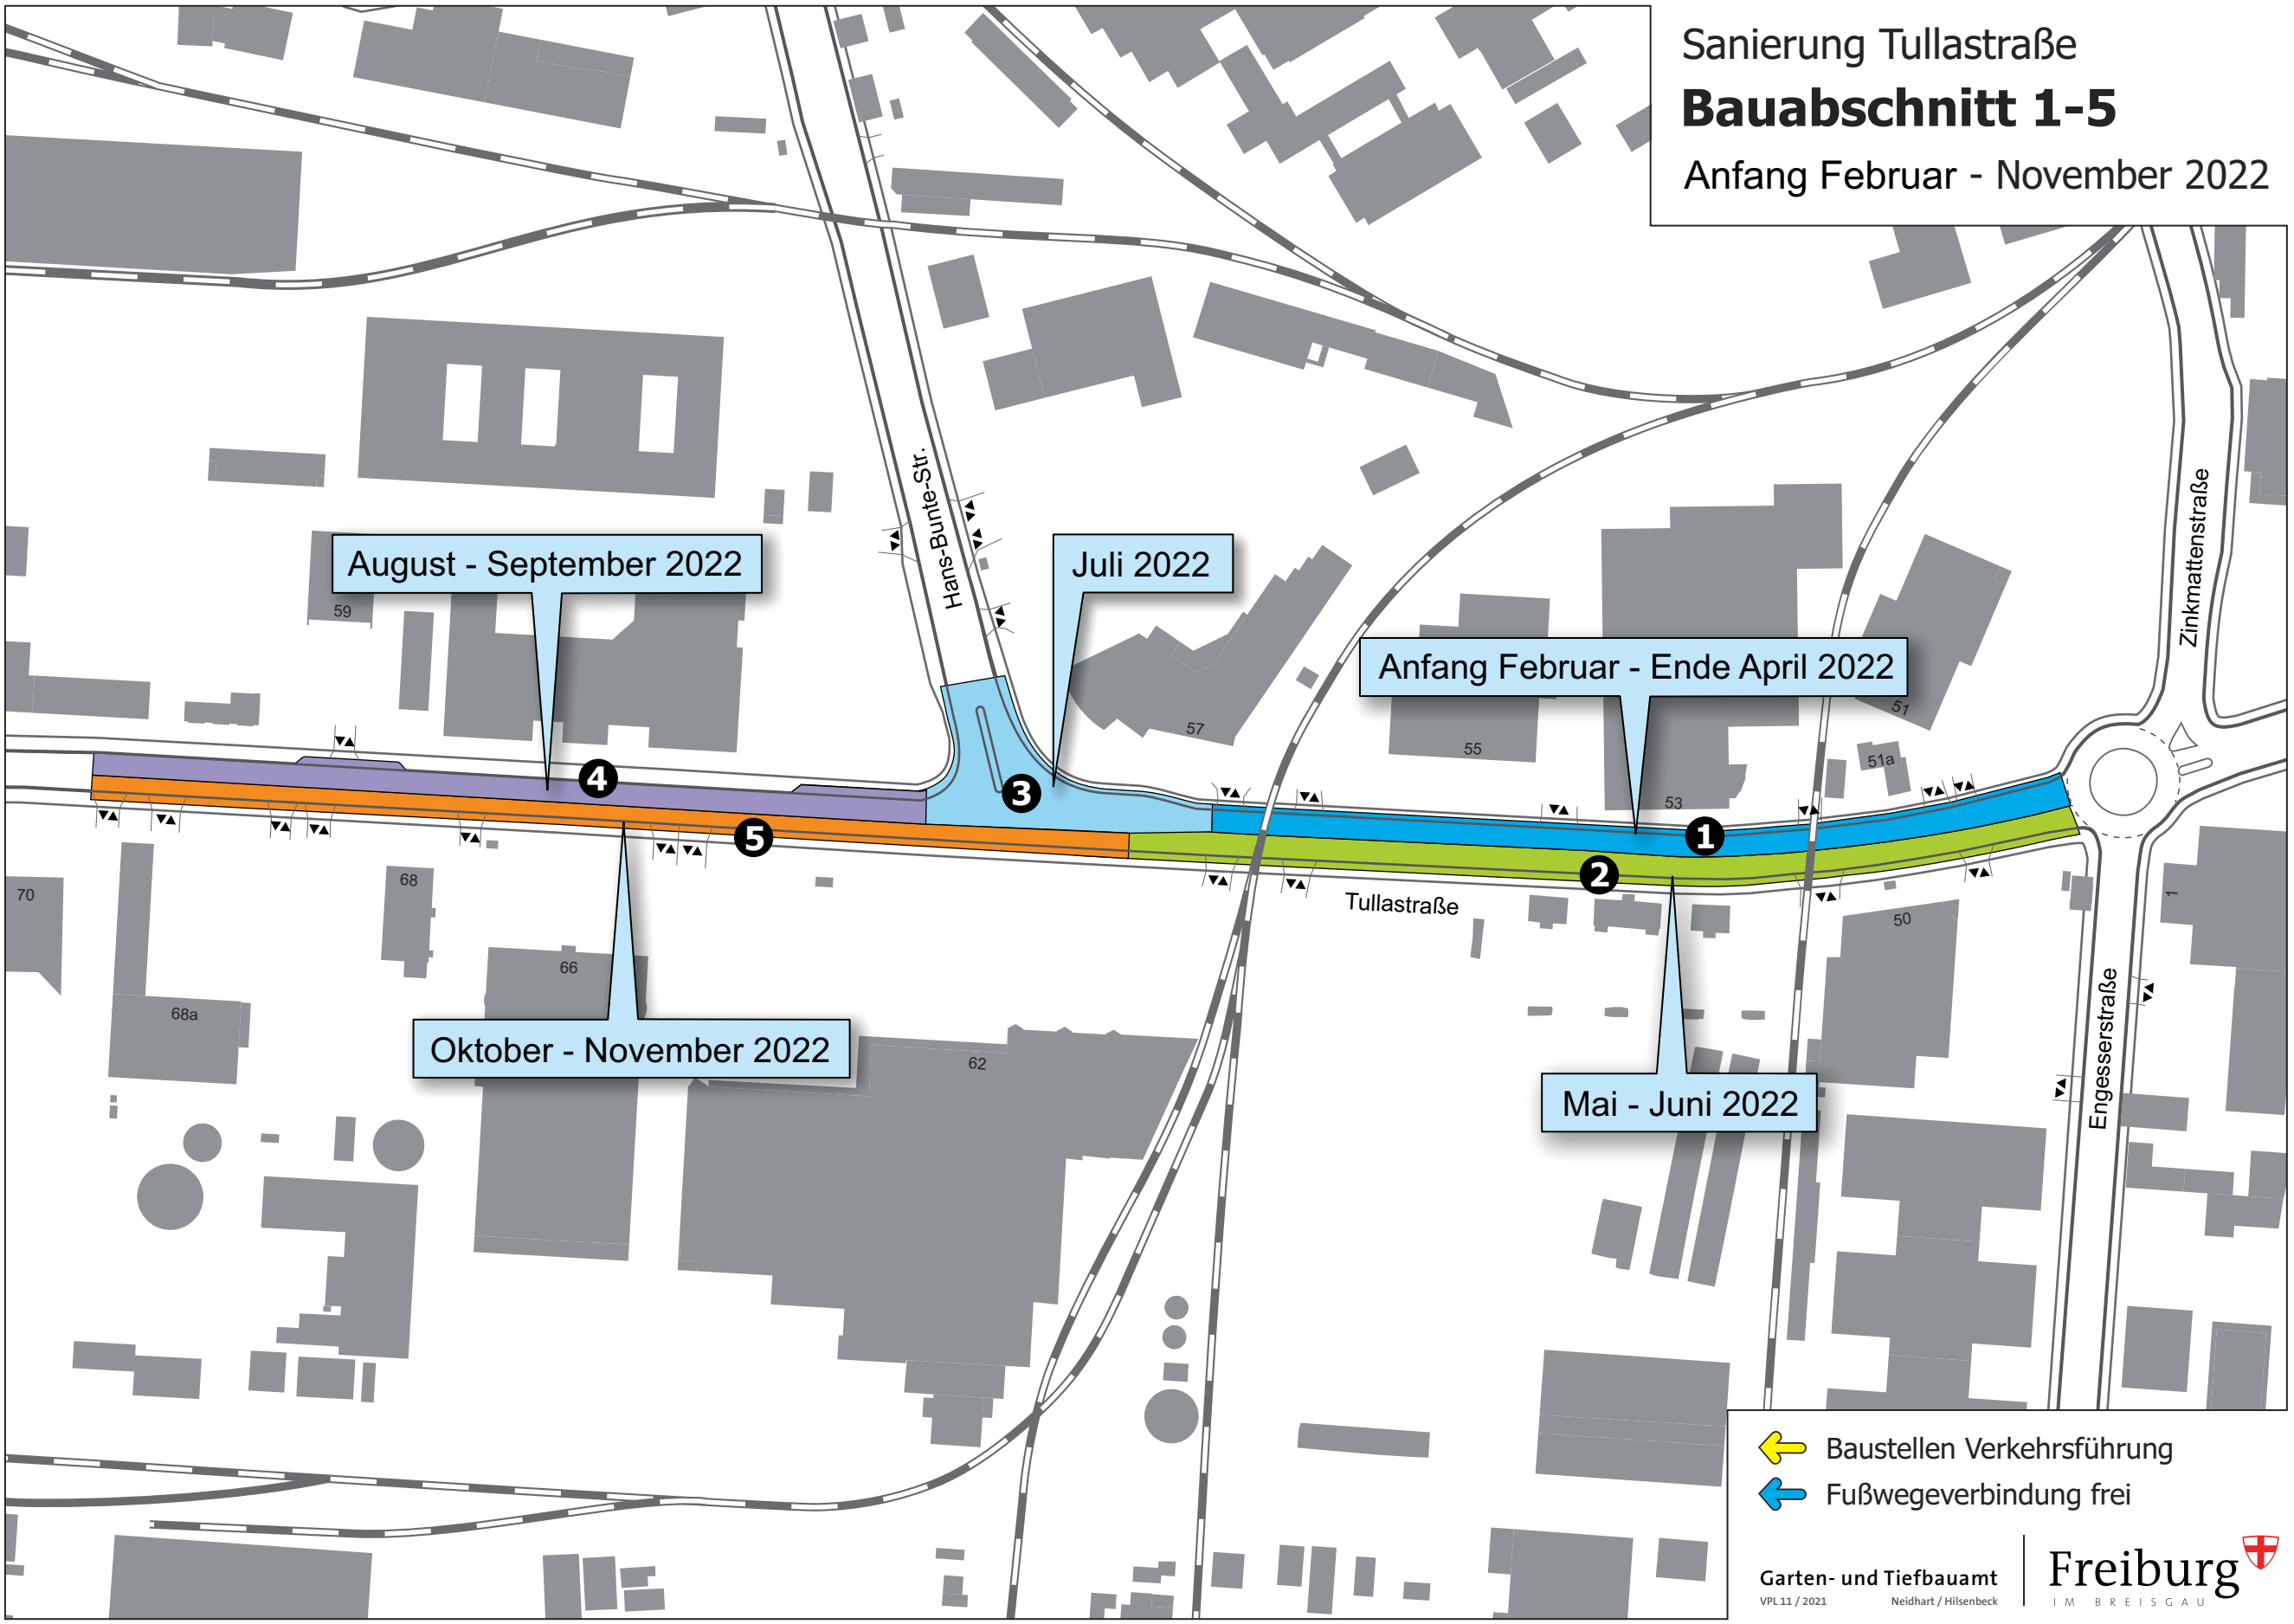 Sanierung Tullastraße
Bauabschnitt 1-5
Anfang Februar - November 2022
Hans-Bunte-Str.
Zinkmattenstraße
August - September 2022
Juli 2022
59
Anfang Februar - Ende April 2022
57
55
51
51a
53
4
3
1
5
2
Tullastraße
70
68
66
68a
50
1
Engesserstraße
Oktober - November 2022
62
Mai - Juni 2022
Baustellen Verkehrsführung
Fußwegeverbindung frei
Garten- und Tiefbauamt
VPL 11 / 2021 Neidhart / Hilsenbeck
Freiburg
IM BREISGAU